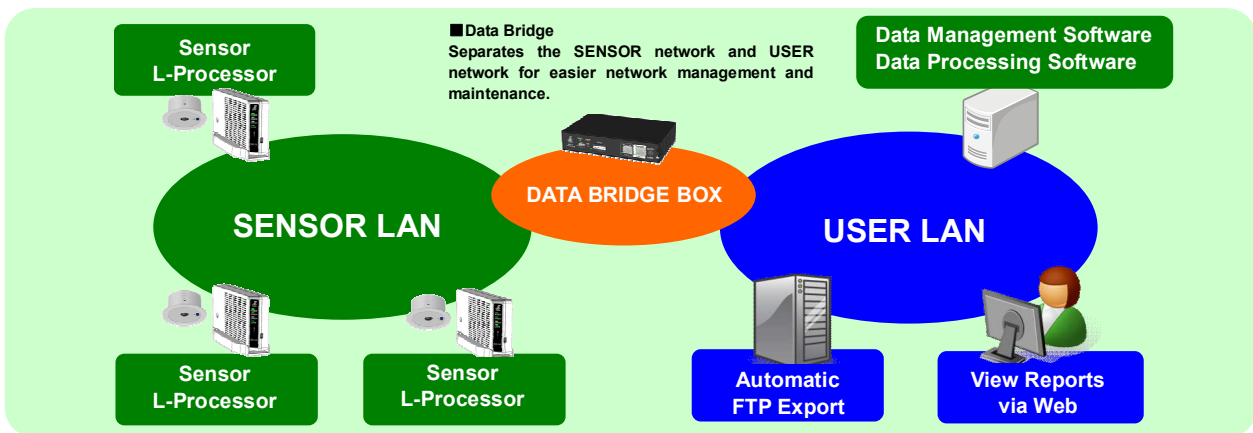 Sensor
L-Processor
■Data Bridge
Separates the SENSOR network and USER
network for easier network management and
maintenance.
Data Management Software
Data Processing Software
DATA BRIDGE BOX
SENSOR LAN
USER LAN
Sensor
L-Processor
Sensor
L-Processor
Automatic
FTP Export
View Reports
via Web